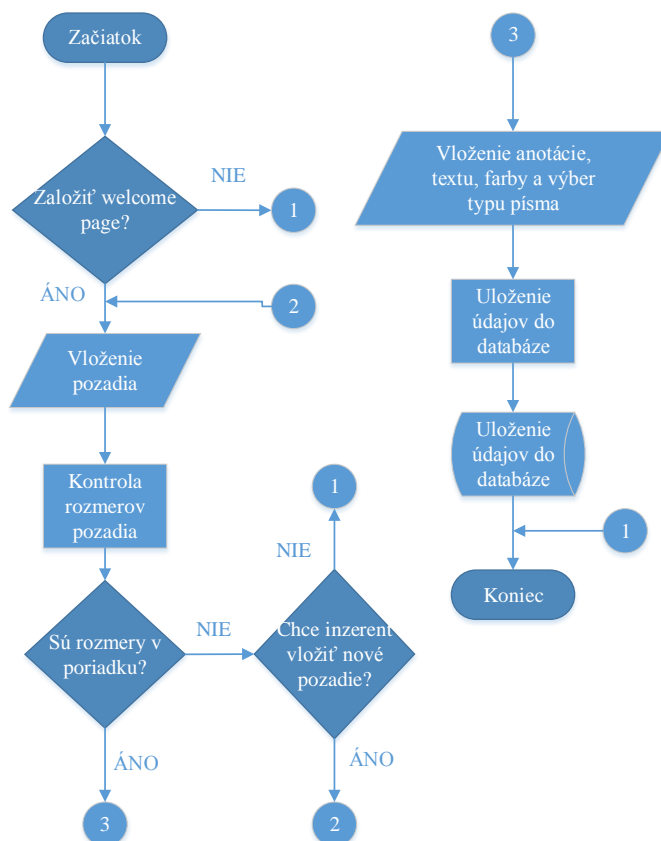 Začiatok
Založiť welcome
page?
NIE
1
ÁNO
2
Vloženie
pozadia
Kontrola
rozmerov
pozadia
Sú rozmery v
poriadku?
NIE
Chce inzerent
vložiť nové
pozadie?
NIE
1
ÁNO
3
ÁNO
2
3
Vloženie anotácie,
textu, farby a výber
typu písma
Uloženie
údajov do
databáze
Uloženie
údajov do
databáze
1
Koniec